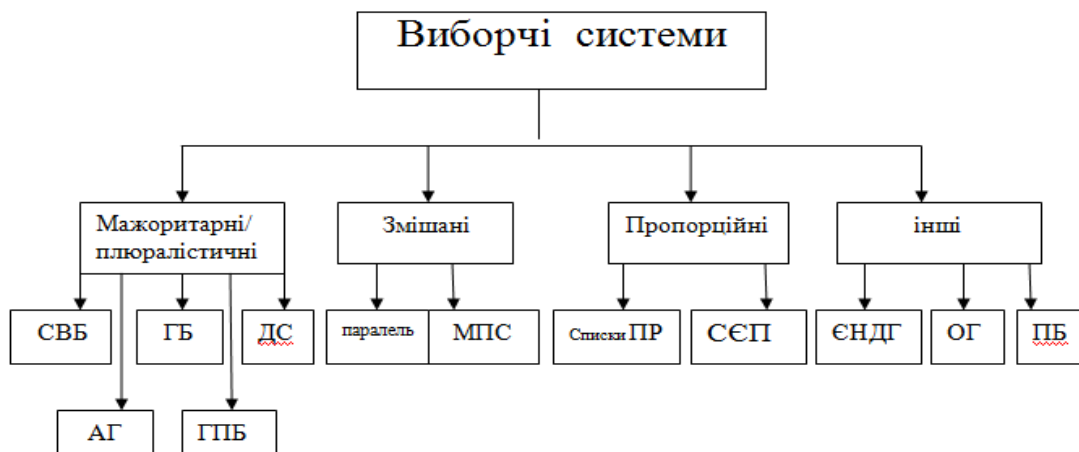 Виборчі системи
Мажоритарні/
плюралістичні
Змішані
Пропорційні
інші
СВБ
ГБ
ДС
паралель
МПС
Списки ПР
СЄП
ЄНДГ
ОГ
ПБ
АГ
ГПБ